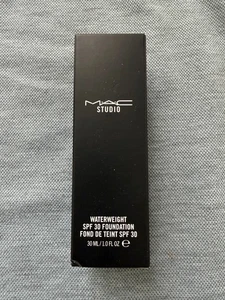 MAC
STUDIO
WATERWEIGHT
SPF 30 FOUNDATION
FOND DE TEINT SPF 30
30 ML / 1.0 FL OZ ℮